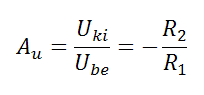 A_u = U_ki / U_be = − R_2 / R_1